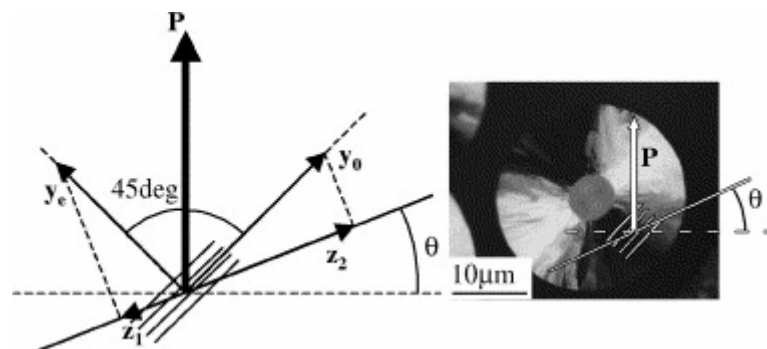 P
yₑ
45deg
y₀
z₂
θ
z₁
P
θ
10µm